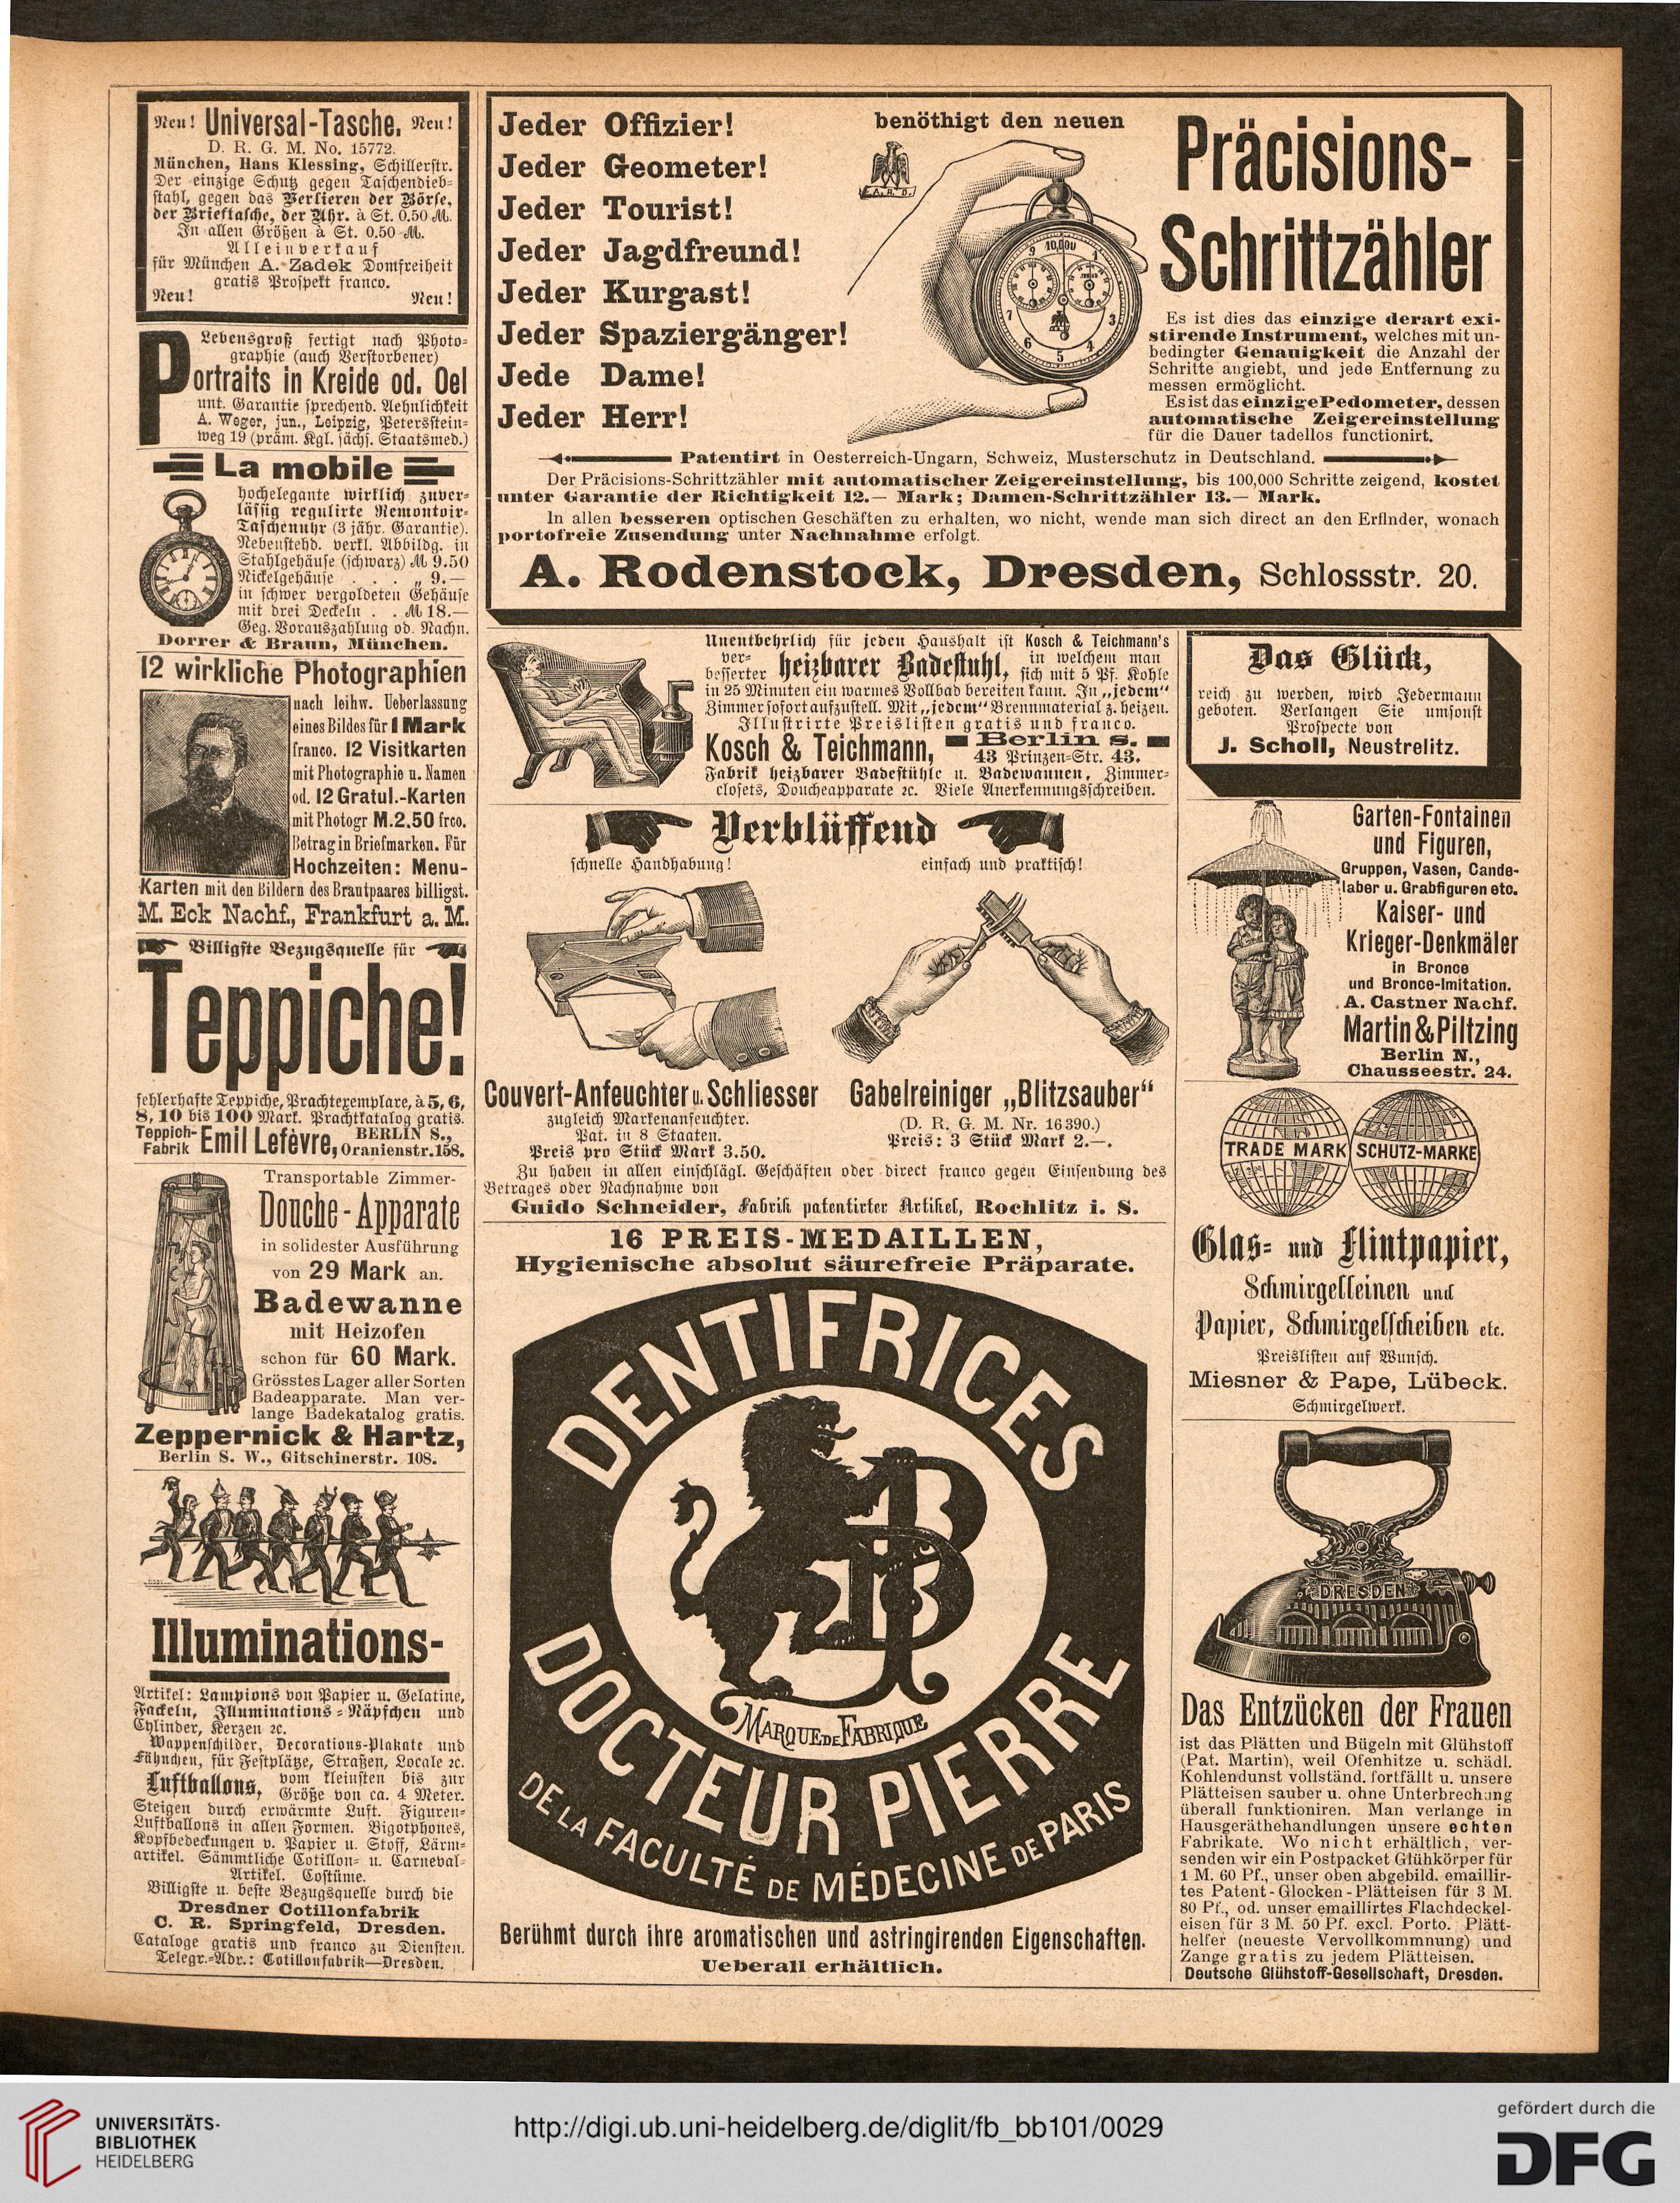 Neu! Universal-Tasche. Neu!
D. R. G. M. No. 15772.
München, Hans Klessing, Schillerstr.
Der einzige Schutz gegen Taschendieb-
stahl, gegen das Verlieren der Börse,
der Brieftasche, der Uhr. à St. 0.50 M.
In allen Größen à St. 0.50 M.
Alleinverkauf
für München A. Zadek Domfreiheit
gratis Prospekt franco.
Neu! Neu!
Lebensgroß fertigt nach Photo-
graphie (auch Verstorbener)
Portraits in Kreide od. Oel
unt. Garantie sprechend. Aehnlichkeit
A. Weger, jun., Leipzig, Petersstein-
weg 19 (präm. Kgl. sächs. Staatsmed.)
La mobile
hochelegante wirklich zuver-
lässig regulirte Remontoir-
Taschenuhr (3 jähr. Garantie).
Nebenstehd. verkl. Abbildg. in
Stahlgehäuse (schwarz) M 9.50
Nickelgehäuse . . . „ 9.—
in schwer vergoldeten Gehäuse
mit drei Deckeln . . M 18.—
Geg. Vorauszahlung od. Nachn.
Dorrer & Braun, München.
12 wirkliche Photographien
nach leihw. Ueberlassung
eines Bildes für 1 Mark
franco. 12 Visitkarten
mit Photographie u. Namen
od. 12 Gratul.-Karten
mit Photogr M.2,50 frco.
Betrag in Briefmarken. Für
Hochzeiten: Menu-
Karten mit den Bildern des Brautpaares billigst.
M. Eck Nachf., Frankfurt a. M.
Billigste Bezugsquelle für
Teppiche!
fehlerhafte Teppiche, Prachtexemplare, à 5, 6,
8, 10 bis 100 Mark. Prachtkatalog gratis.
Teppich-Fabrik Emil Lefèvre, BERLIN S., Oranienstr. 158.
Transportable Zimmer-
Douche-Apparate
in solidester Ausführung
von 29 Mark an.
Badewanne
mit Heizofen
schon für 60 Mark.
Grösstes Lager aller Sorten
Badeapparate. Man ver-
lange Badekatalog gratis.
Zeppernick & Hartz,
Berlin S. W., Gitschinerstr. 108.
Illuminations-
Artikel: Lampions von Papier u. Gelatine,
Fackeln, Illuminations-Näpfchen und
Cylinder, Kerzen ꝛc.
Wappenschilder, Decorations-Plakate und
Fähnchen, für Festplätze, Straßen, Locale ꝛc.
Luftballons, vom kleinsten bis zur
Größe von ca. 4 Meter.
Steigen durch erwärmte Luft. Figuren-
Luftballons in allen Formen. Bigotphones,
Kopfbedeckungen v. Papier u. Stoff, Lärm-
artikel. Sämmtliche Cotillon- u. Carneval-
Artikel. Costüme.
Billigste u. beste Bezugsquelle durch die
Dresdner Cotillonfabrik
C. R. Springfeld, Dresden.
Cataloge gratis und franco zu Diensten.
Telegr.-Adr.: Cotillonfabrik—Dresden.
Jeder Offizier!
Jeder Geometer!
Jeder Tourist!
Jeder Jagdfreund!
Jeder Kurgast!
Jeder Spaziergänger!
Jede Dame!
Jeder Herr!
benöthigt den neuen
A. R. D.
10,000
9 1
7 3
6 5 4
Präcisions-
Schrittzähler
Es ist dies das einzige derart exi-
stirende Instrument, welches mit un-
bedingter Genauigkeit die Anzahl der
Schritte angiebt, und jede Entfernung zu
messen ermöglicht.
Es ist das einzige Pedometer, dessen
automatische Zeigereinstellung
für die Dauer tadellos functionirt.
Patentirt in Oesterreich-Ungarn, Schweiz, Musterschutz in Deutschland.
Der Präcisions-Schrittzähler mit automatischer Zeigereinstellung, bis 100,000 Schritte zeigend, kostet
unter Garantie der Richtigkeit 12.— Mark; Damen-Schrittzähler 13.— Mark.
In allen besseren optischen Geschäften zu erhalten, wo nicht, wende man sich direct an den Erfinder, wonach
portofreie Zusendung unter Nachnahme erfolgt.
A. Rodenstock, Dresden, Schlossstr. 20.
Unentbehrlich für jeden Haushalt ist Kosch & Teichmann's
ver-
besserter heizbarer Badestuhl, in welchem man
sich mit 5 Pf. Kohle
in 25 Minuten ein warmes Vollbad bereiten kann. In „jedem“
Zimmer sofort aufzustell. Mit „jedem“ Brennmaterial z. heizen.
Illustrirte Preislisten gratis und franco.
Kosch & Teichmann, Berlin S.
43 Prinzen-Str. 43.
Fabrik heizbarer Badestühle u. Badewannen, Zimmer-
closets, Doucheapparate ꝛc. Viele Anerkennungsschreiben.
Verblüffend
schnelle Handhabung! einfach und praktisch!
Couvert-Anfeuchter u. Schliesser
zugleich Markenanfeuchter.
Pat. in 8 Staaten.
Preis pro Stück Mark 3.50.
Gabelreiniger „Blitzsauber“
(D. R. G. M. Nr. 16390.)
Preis: 3 Stück Mark 2.—.
Zu haben in allen einschlägl. Geschäften oder direct franco gegen Einsendung des
Betrages oder Nachnahme von
Guido Schneider, Fabrik patentirter Artikel, Rochlitz i. S.
16 PREIS-MEDAILLEN,
Hygienische absolut säurefreie Präparate.
DENTIFRICES
MARQUE DE FABRIQUE
DOCTEUR PIERRE
DE LA FACULTÉ DE MÉDECINE DE PARIS
Berühmt durch ihre aromatischen und astringirenden Eigenschaften.
Ueberall erhältlich.
Das Glück,
reich zu werden, wird Jedermann
geboten. Verlangen Sie umsonst
Prospecte von
J. Scholl, Neustrelitz.
Garten-Fontainen
und Figuren,
Gruppen, Vasen, Cande-
laber u. Grabfiguren etc.
Kaiser- und
Krieger-Denkmäler
in Bronce
und Bronce-Imitation.
A. Castner Nachf.
Martin & Piltzing
Berlin N.,
Chausseestr. 24.
TRADE MARK SCHUTZ-MARKE
Glas- und Flintpapier,
Schmirgelleinen und
Papier, Schmirgelscheiben etc.
Preislisten auf Wunsch.
Miesner & Pape, Lübeck.
Schmirgelwerk.
DRESDEN
Das Entzücken der Frauen
ist das Plätten und Bügeln mit Glühstoff
(Pat. Martin), weil Ofenhitze u. schädl.
Kohlendunst vollständ. fortfällt u. unsere
Plätteisen sauber u. ohne Unterbrechung
überall funktioniren. Man verlange in
Hausgeräthehandlungen unsere echten
Fabrikate. Wo nicht erhältlich, ver-
senden wir ein Postpacket Glühkörper für
1 M. 60 Pf., unser oben abgebild. emaillir-
tes Patent-Glocken-Plätteisen für 3 M.
80 Pf., od. unser emaillirtes Flachdeckel-
eisen für 3 M. 50 Pf. excl. Porto. Plätt-
helfer (neueste Vervollkommnung) und
Zange gratis zu jedem Plätteisen.
Deutsche Glühstoff-Gesellschaft, Dresden.
UNIVERSITÄTS-
BIBLIOTHEK
HEIDELBERG
http://digi.ub.uni-heidelberg.de/diglit/fb_bb101/0029
gefördert durch die
DFG